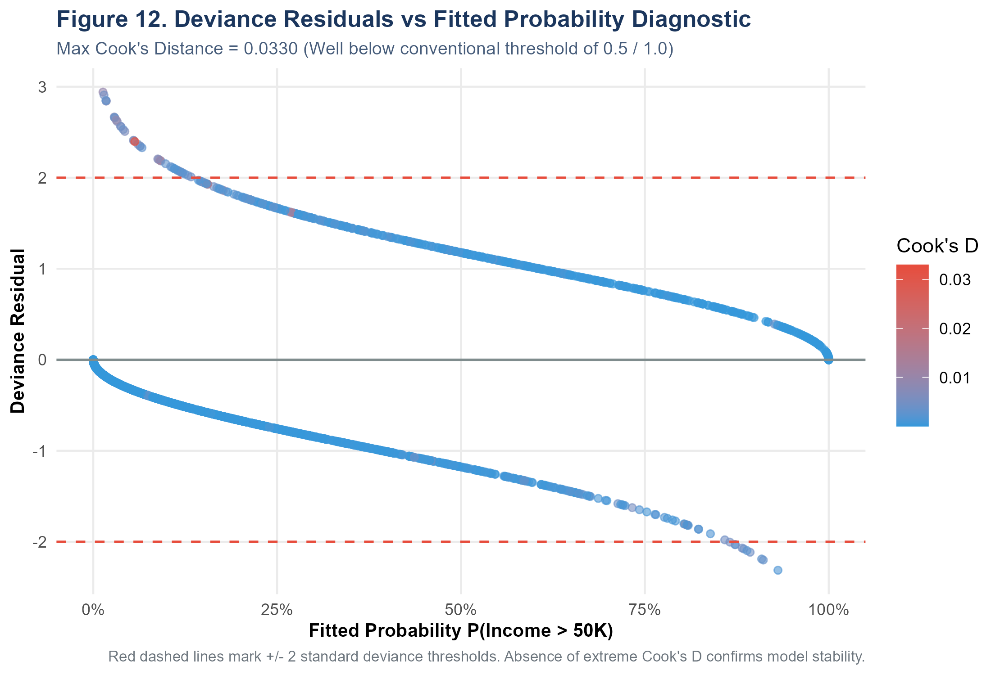 Figure 12. Deviance Residuals vs Fitted Probability Diagnostic
Max Cook's Distance = 0.0330 (Well below conventional threshold of 0.5 / 1.0)
3
2
1
0
-1
-2
Deviance Residual
0%
25%
50%
75%
100%
Fitted Probability P(Income > 50K)
Cook's D
0.03
0.02
0.01
Red dashed lines mark +/- 2 standard deviance thresholds. Absence of extreme Cook's D confirms model stability.